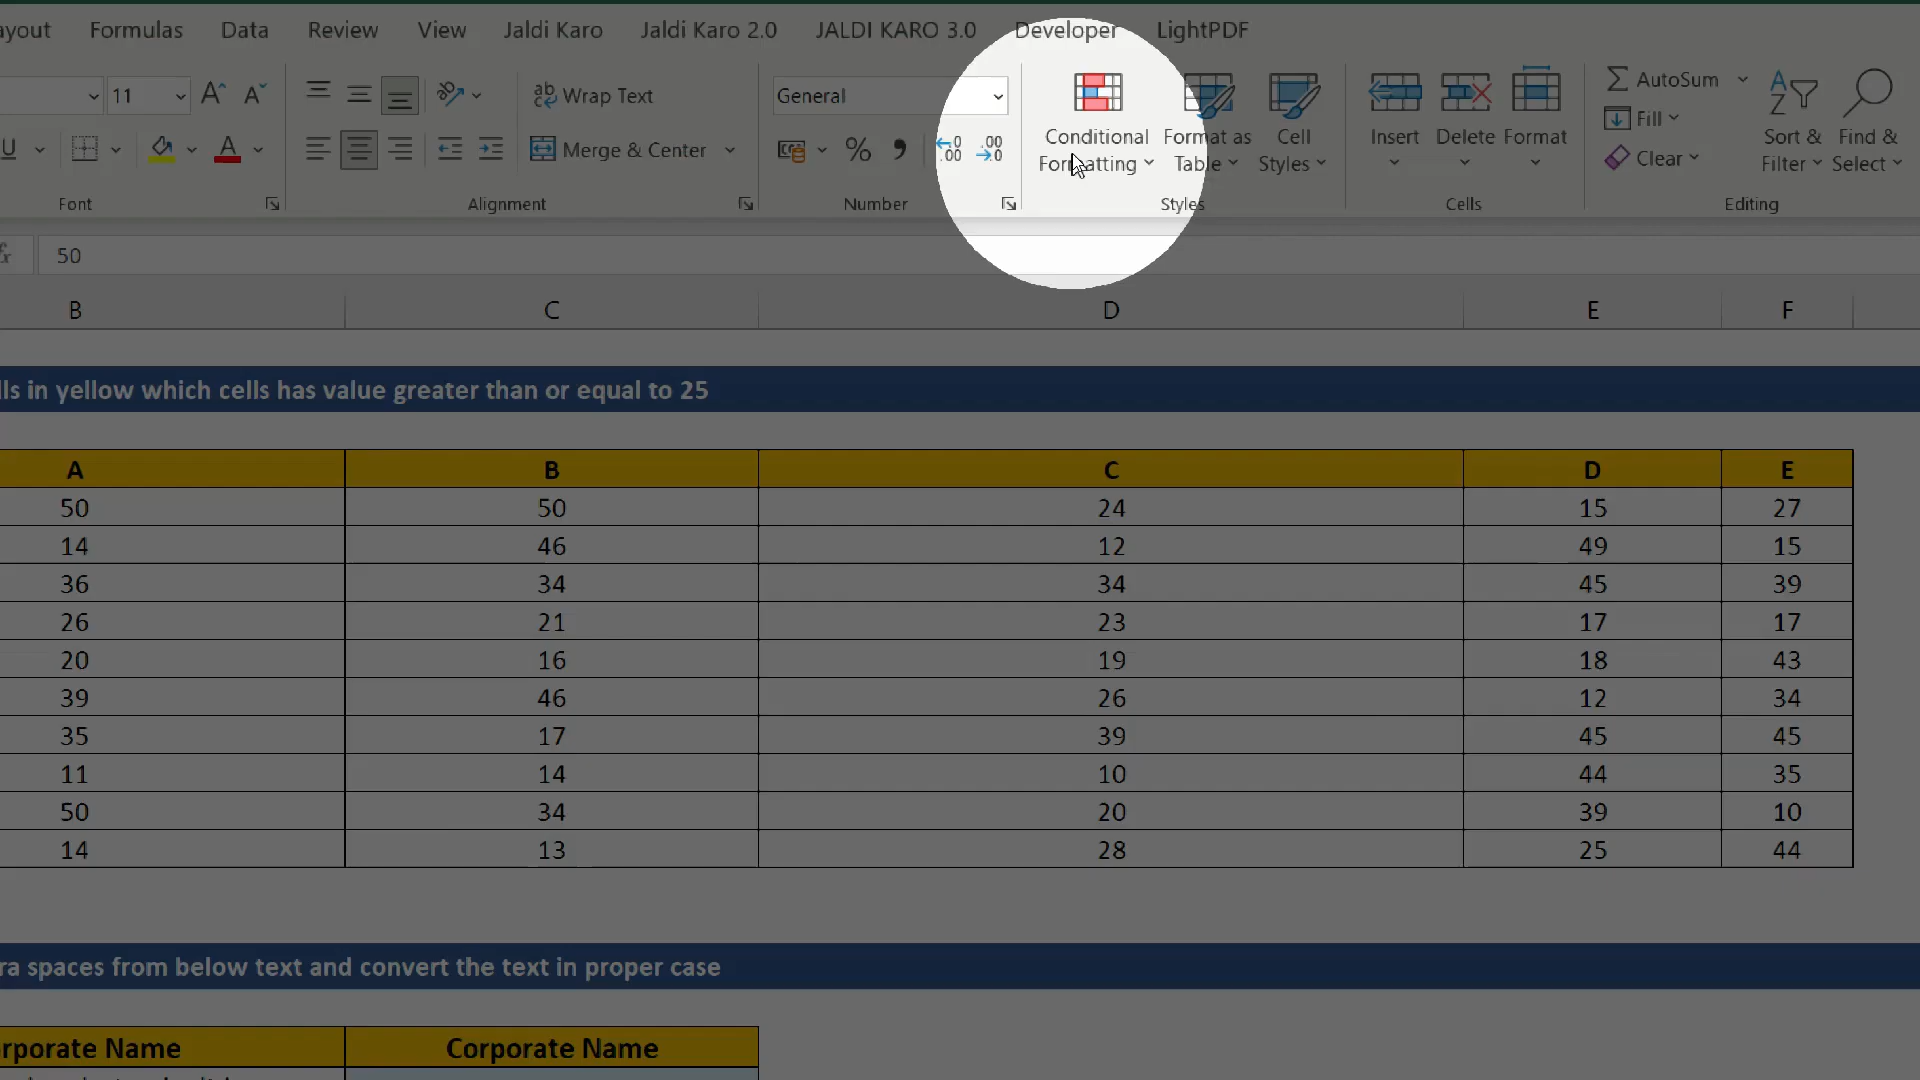 ayout Formulas Data Review View Jaldi Karo Jaldi Karo 2.0 JALDI KARO 3.0 Developer LightPDF
11 A A Wrap Text General Conditional Formatting Format as Table Cell Styles Insert Delete Format AutoSum Fill Clear Sort & Filter Find & Select
U A Merge & Center % , .00 .0
Font Alignment Number Styles Cells Editing
fx 50
B C D E F
lls in yellow which cells has value greater than or equal to 25
A B C D E
50 50 24 15 27
14 46 12 49 15
36 34 34 45 39
26 21 23 17 17
20 16 19 18 43
39 46 26 12 34
35 17 39 45 45
11 14 10 44 35
50 34 20 39 10
14 13 28 25 44
ra spaces from below text and convert the text in proper case
rporate Name Corporate Name